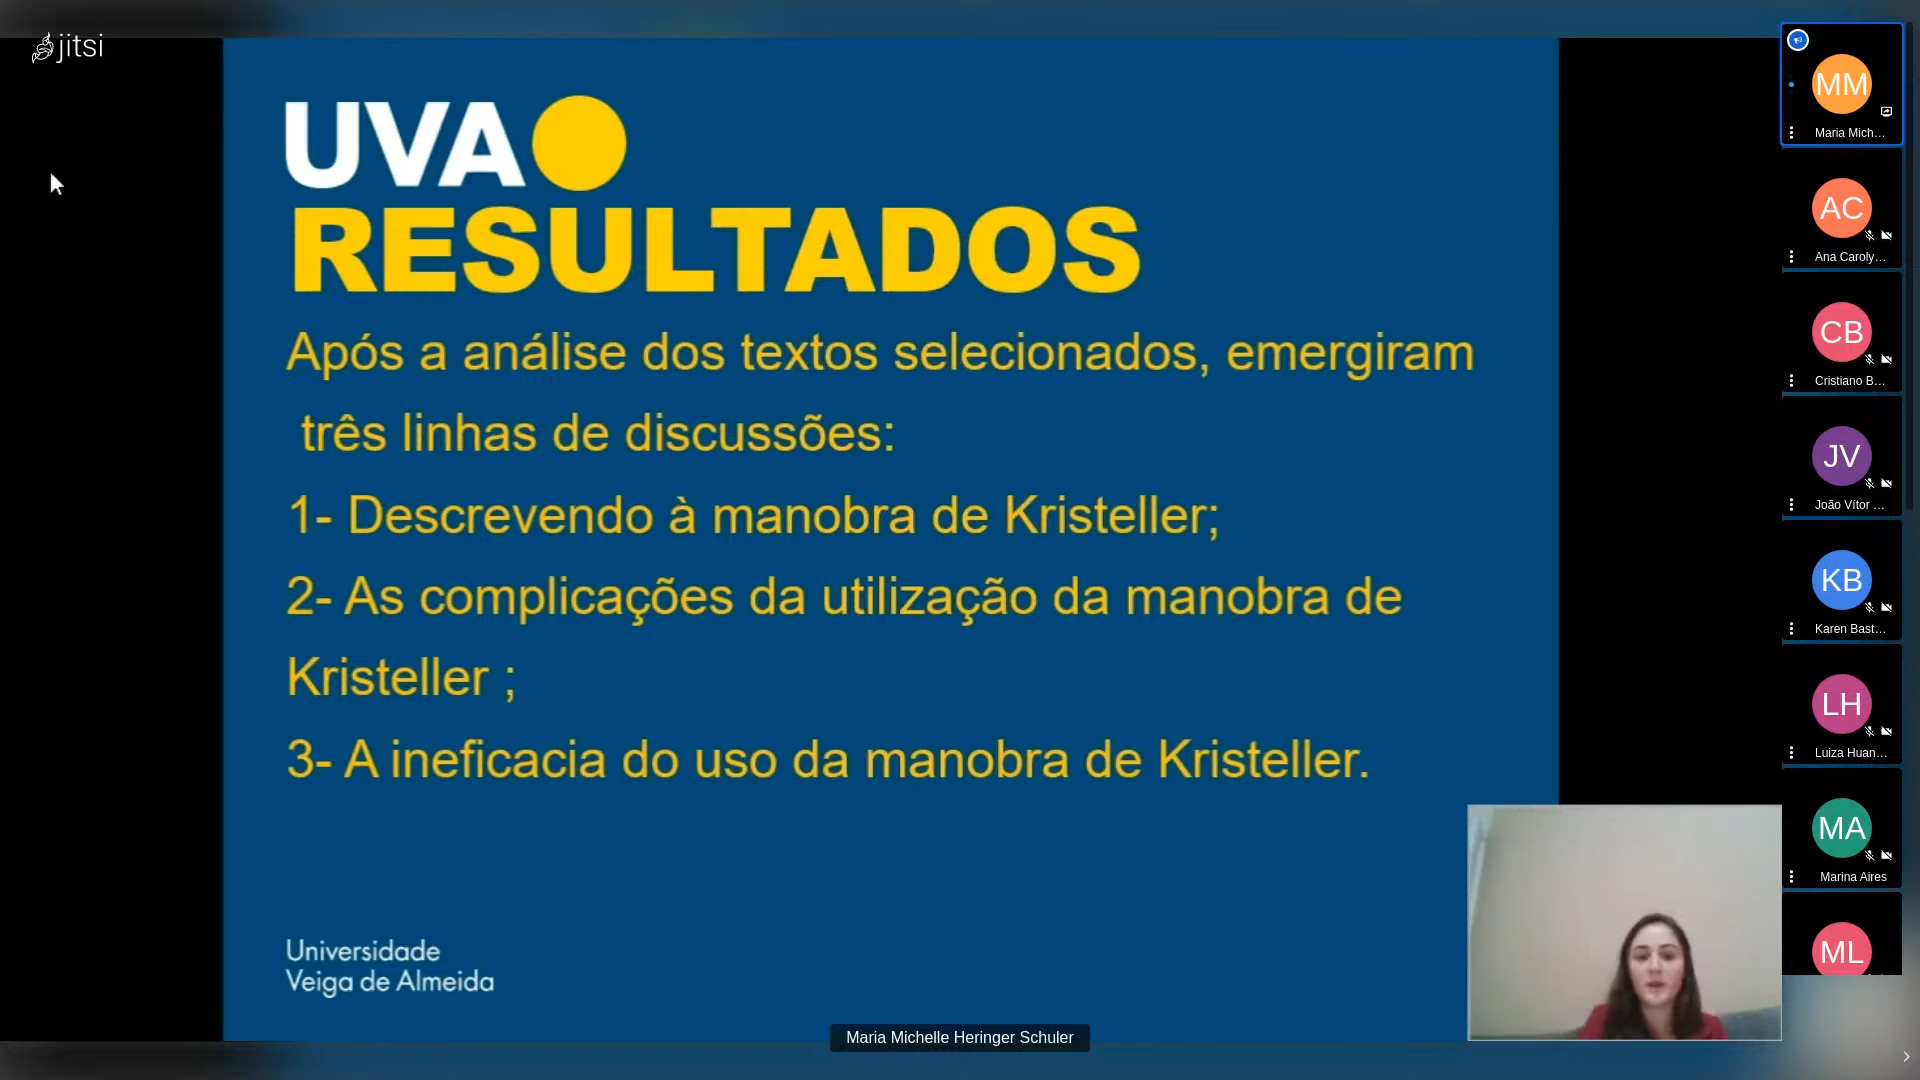 jitsi
UVA
RESULTADOS
Após a análise dos textos selecionados, emergiram
três linhas de discussões:
1- Descrevendo à manobra de Kristeller;
2- As complicações da utilização da manobra de
Kristeller ;
3- A ineficacia do uso da manobra de Kristeller.
Universidade
Veiga de Almeida
Maria Michelle Heringer Schuler
MM
Maria Mich...
AC
Ana Caroly...
CB
Cristiano B...
JV
João Vítor ...
KB
Karen Bast...
LH
Luiza Huan...
MA
Marina Aires
ML